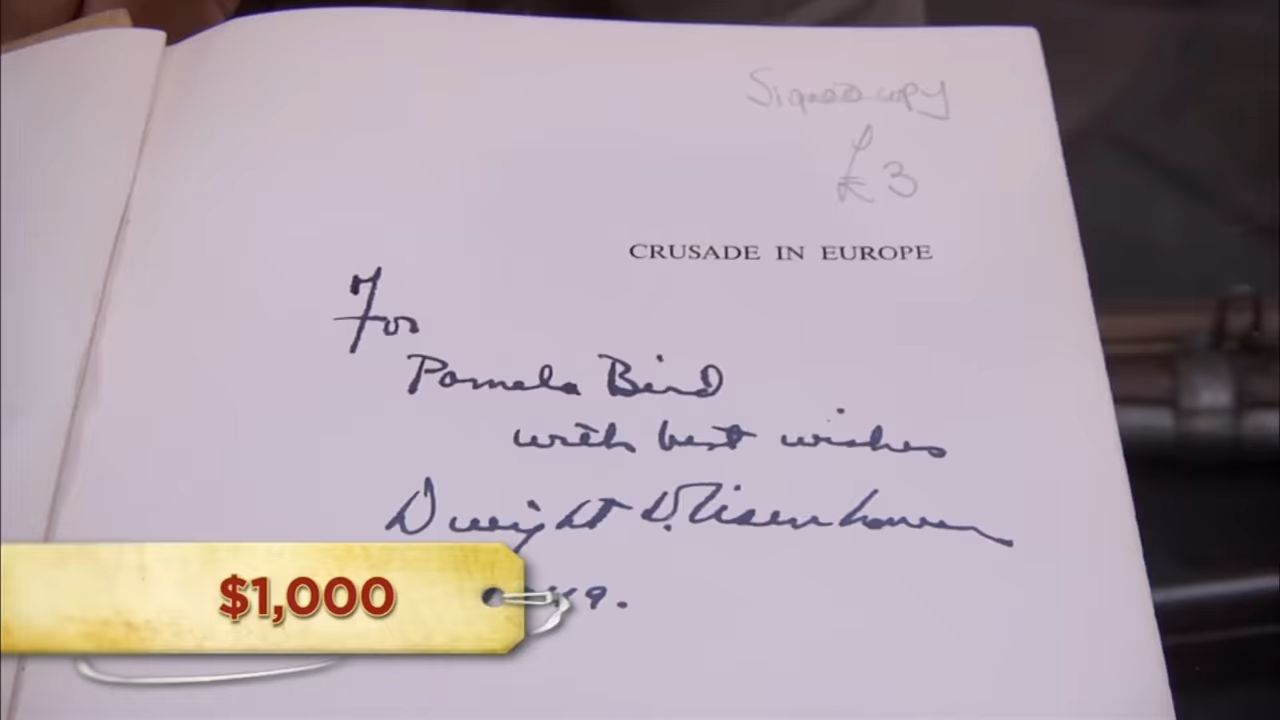 Signed copy
£3
CRUSADE IN EUROPE
For
Pamela Bird
with best wishes
Dwight D. Eisenhower
$1,000